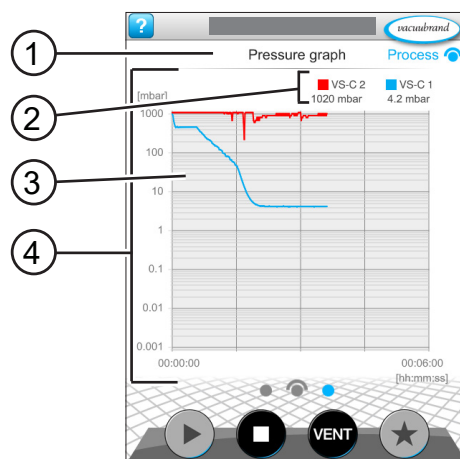 ?
vacuubrand
1
Pressure graph
Process
2
VS-C 2
VS-C 1
1020 mbar
4.2 mbar
[mbar]
1000
100
3
10
4
1
0.1
0.01
0.001
00:00:00
00:06:00
[hh:mm:ss]
VENT